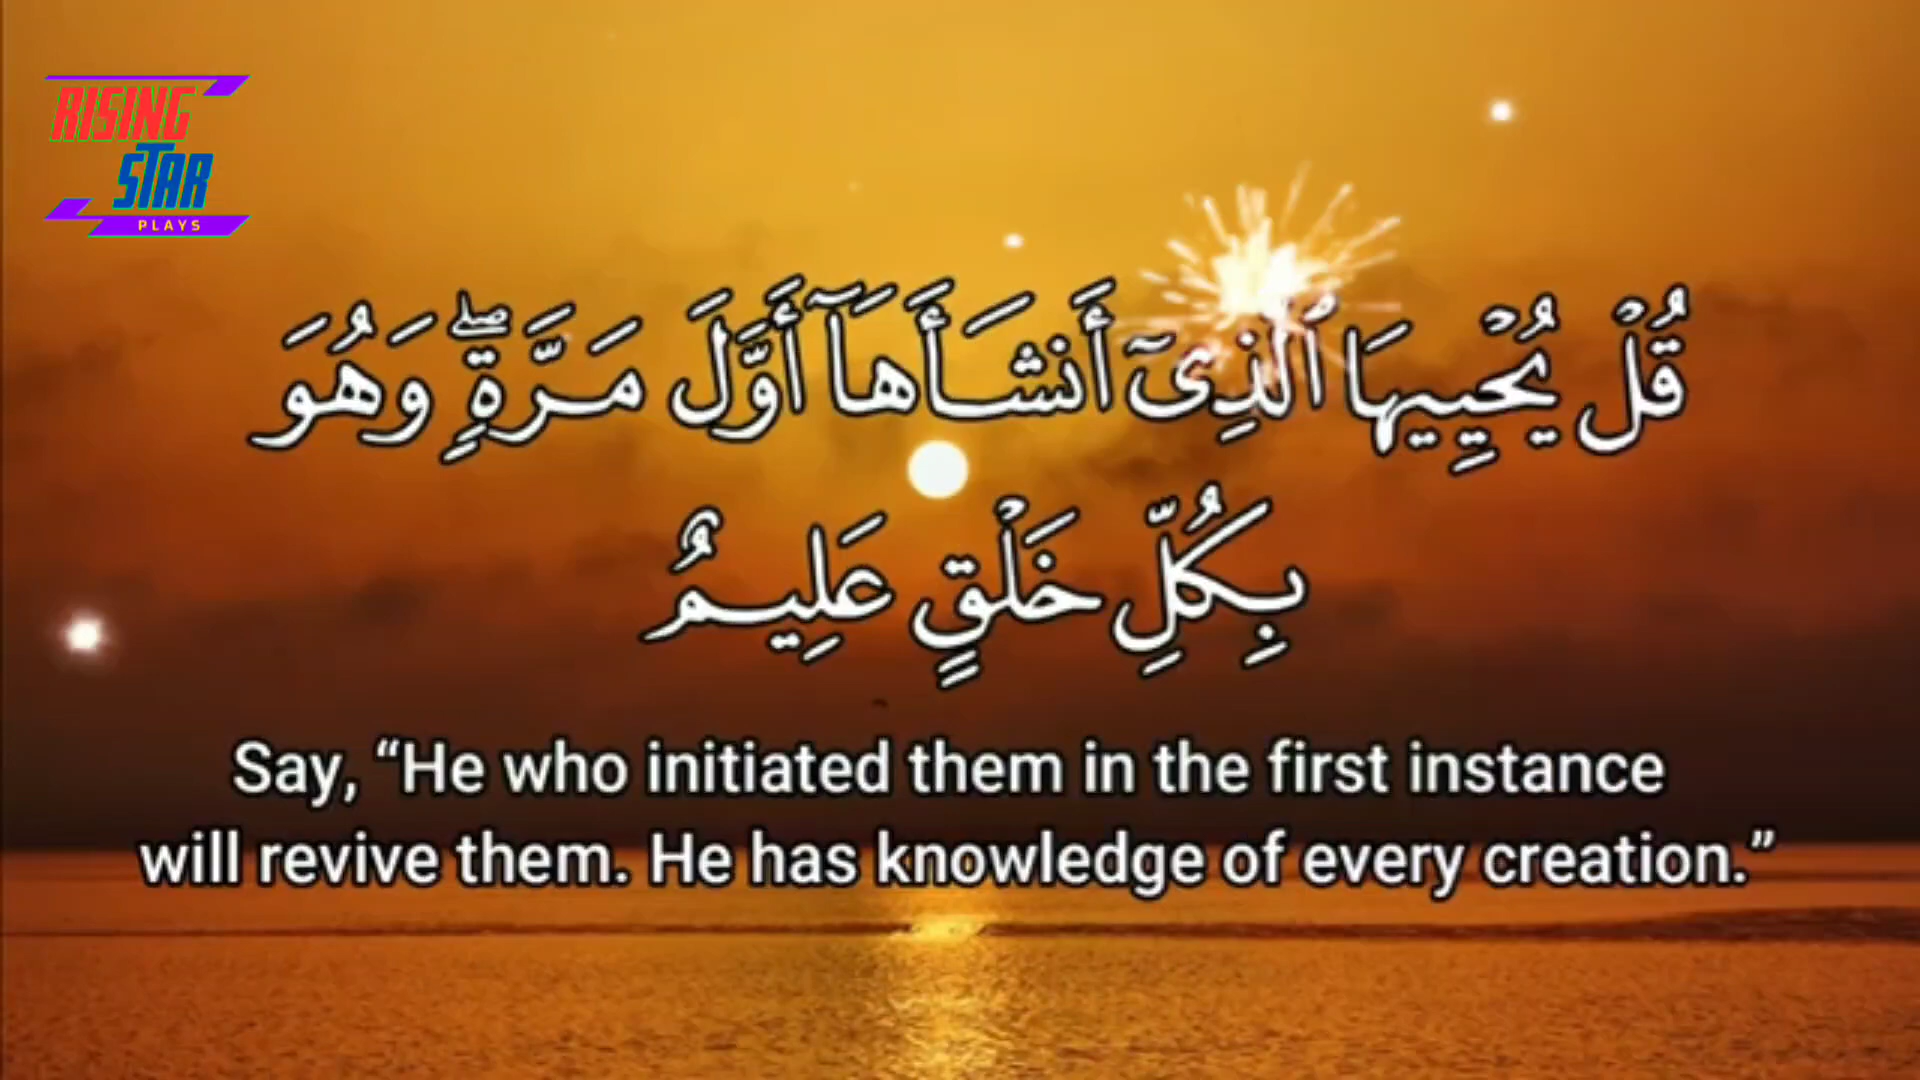 RISING
STAR
PLAYS
قُلْ يُحْيِيهَا ٱلَّذِىٓ أَنشَأَهَآ أَوَّلَ مَرَّةٍۢ ۖ وَهُوَ
بِكُلِّ خَلْقٍ عَلِيمٌ
Say, “He who initiated them in the first instance
will revive them. He has knowledge of every creation.”